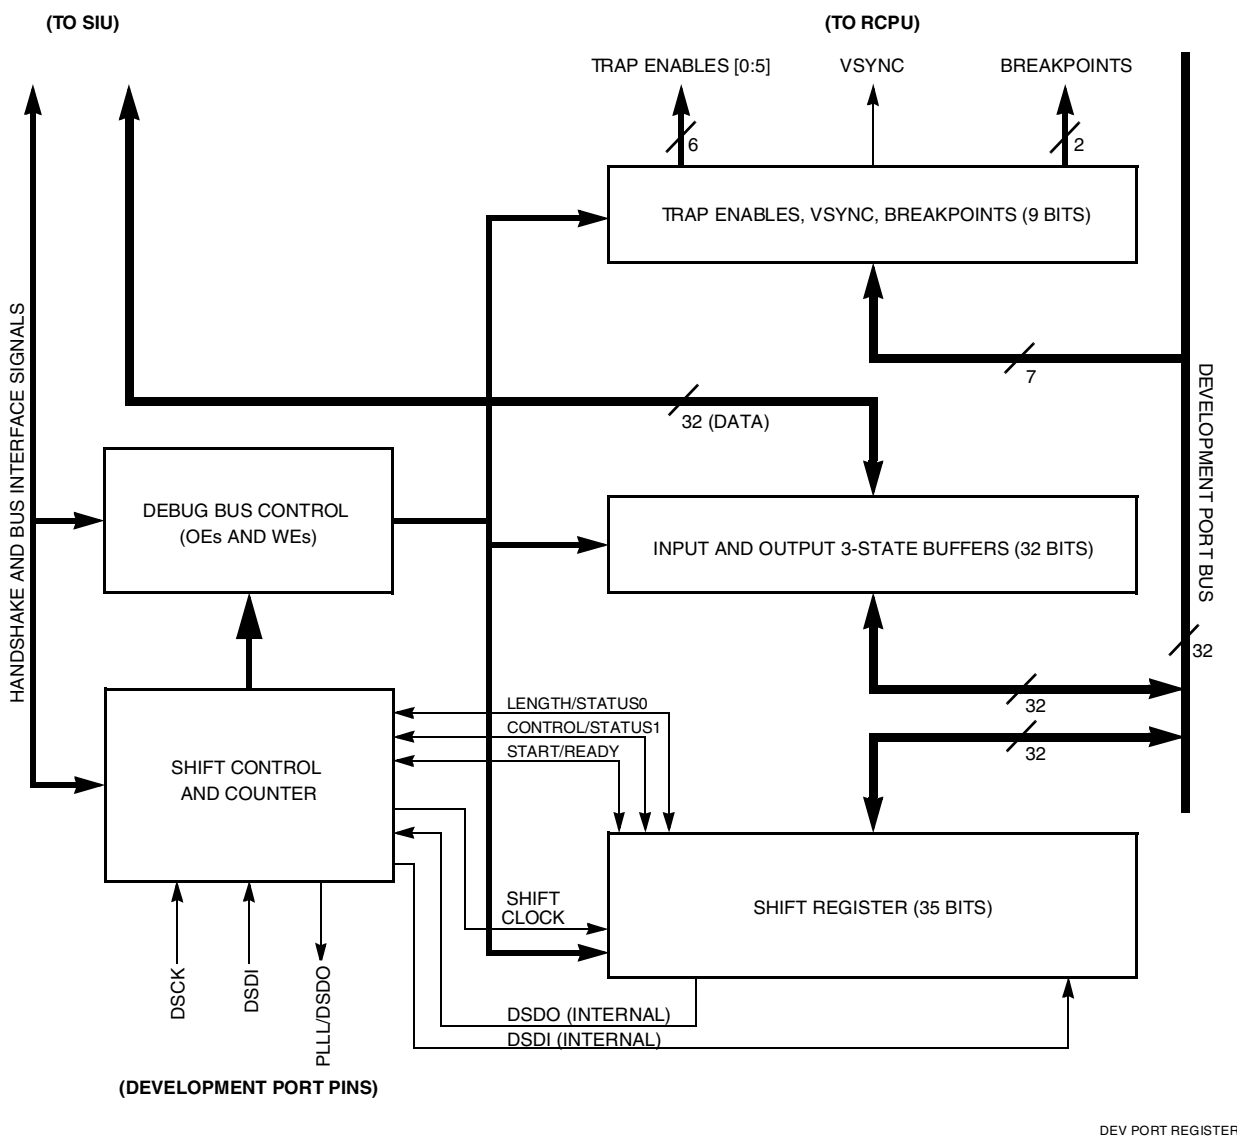 (TO SIU)
(TO RCPU)
TRAP ENABLES [0:5]
VSYNC
BREAKPOINTS
6
2
TRAP ENABLES, VSYNC, BREAKPOINTS (9 BITS)
HANDSHAKE AND BUS INTERFACE SIGNALS
7
DEVELOPMENT PORT BUS
32 (DATA)
DEBUG BUS CONTROL
(OEs AND WEs)
INPUT AND OUTPUT 3-STATE BUFFERS (32 BITS)
32
32
LENGTH/STATUS0
CONTROL/STATUS1
START/READY
32
SHIFT CONTROL
AND COUNTER
SHIFT
CLOCK
SHIFT REGISTER (35 BITS)
DSCK
DSDI
PLLL/DSDO
DSDO (INTERNAL)
DSDI (INTERNAL)
(DEVELOPMENT PORT PINS)
DEV PORT REGISTER